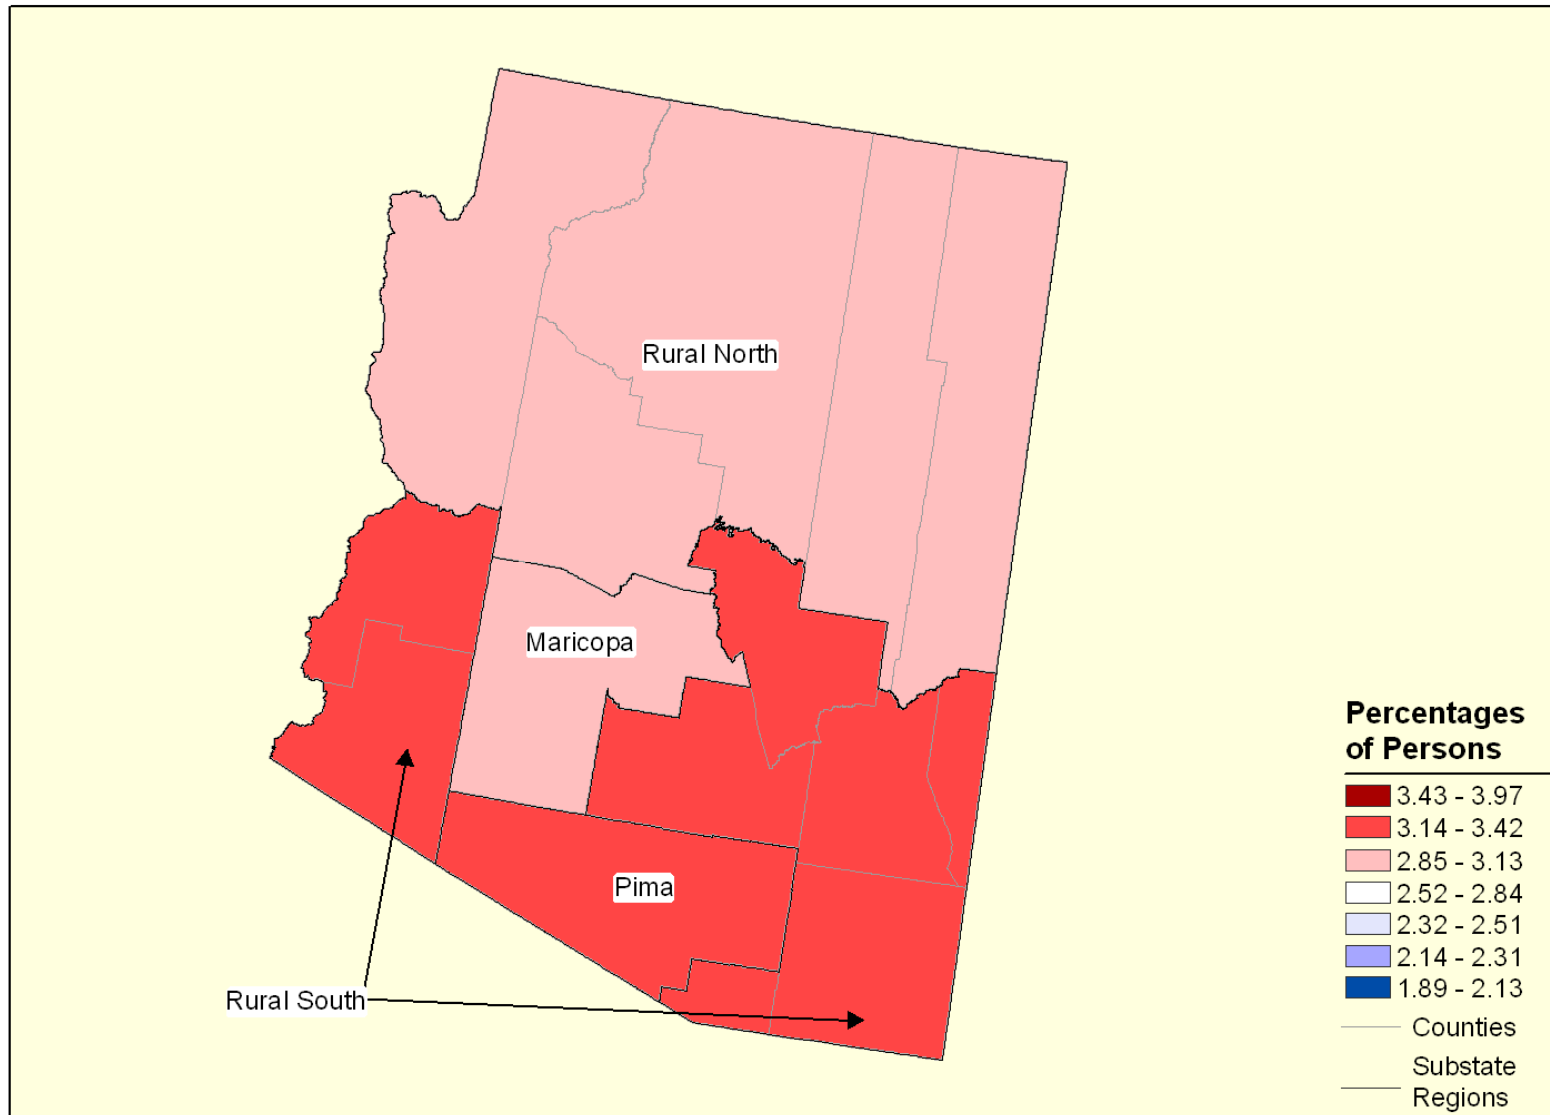 Rural North
Maricopa
Pima
Rural South
Percentages
of Persons
3.43 - 3.97
3.14 - 3.42
2.85 - 3.13
2.52 - 2.84
2.32 - 2.51
2.14 - 2.31
1.89 - 2.13
Counties
Substate
Regions